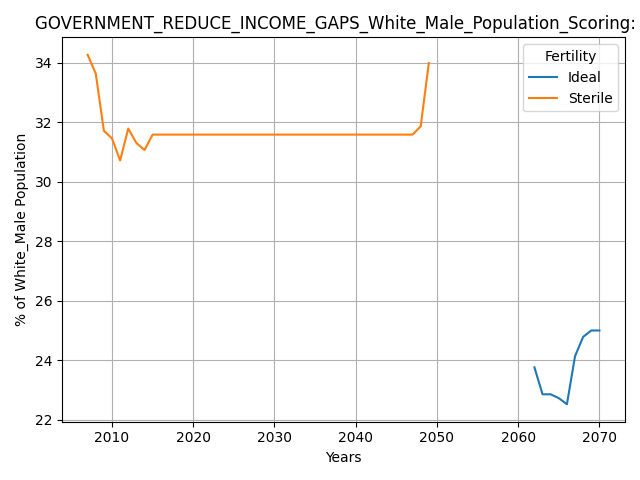 GOVERNMENT_REDUCE_INCOME_GAPS_White_Male_Population_Scoring:
Fertility
Ideal
Sterile
% of White_Male Population
34
32
30
28
26
24
22
2010 2020 2030 2040 2050 2060 2070
Years